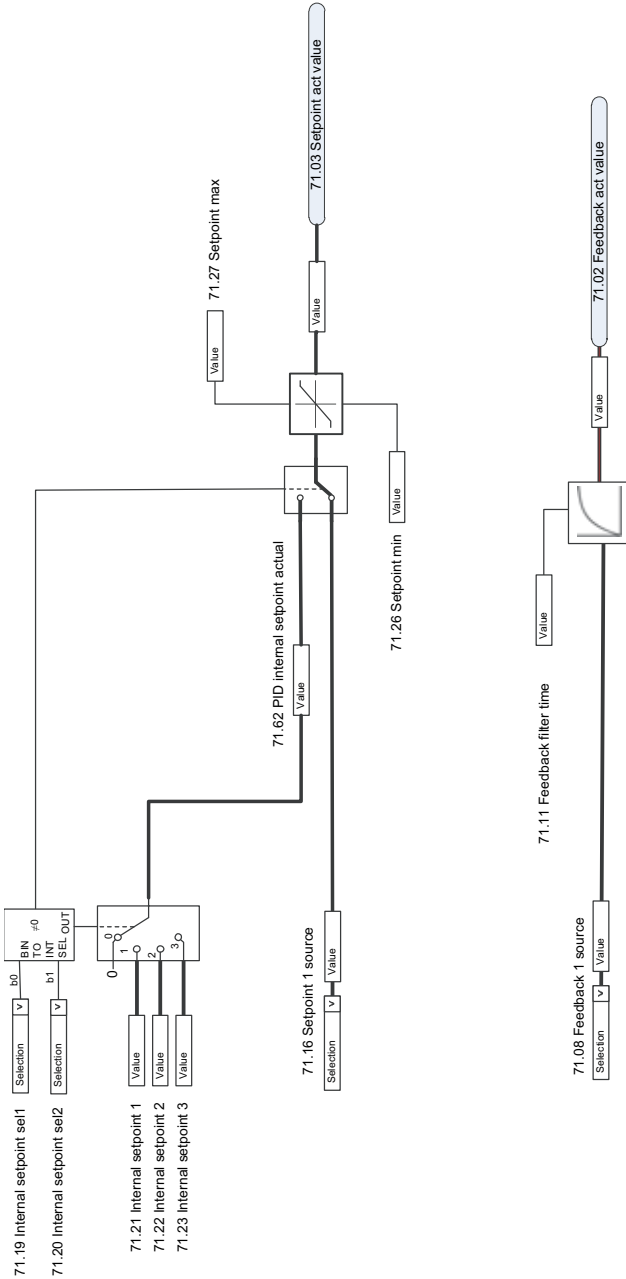 71.19 Internal setpoint sel1
Selection
v
b0
71.20 Internal setpoint sel2
Selection
v
b1
BIN
TO
INT
SEL
≠0
OUT
71.21 Internal setpoint 1
Value
71.22 Internal setpoint 2
Value
71.23 Internal setpoint 3
Value
0
0
1
2
3
71.62 PID internal setpoint actual
Value
71.16 Setpoint 1 source
Selection
v
Value
71.27 Setpoint max
Value
71.26 Setpoint min
Value
Value
71.03 Setpoint act value
71.11 Feedback filter time
Value
71.08 Feedback 1 source
Selection
v
Value
Value
71.02 Feedback act value